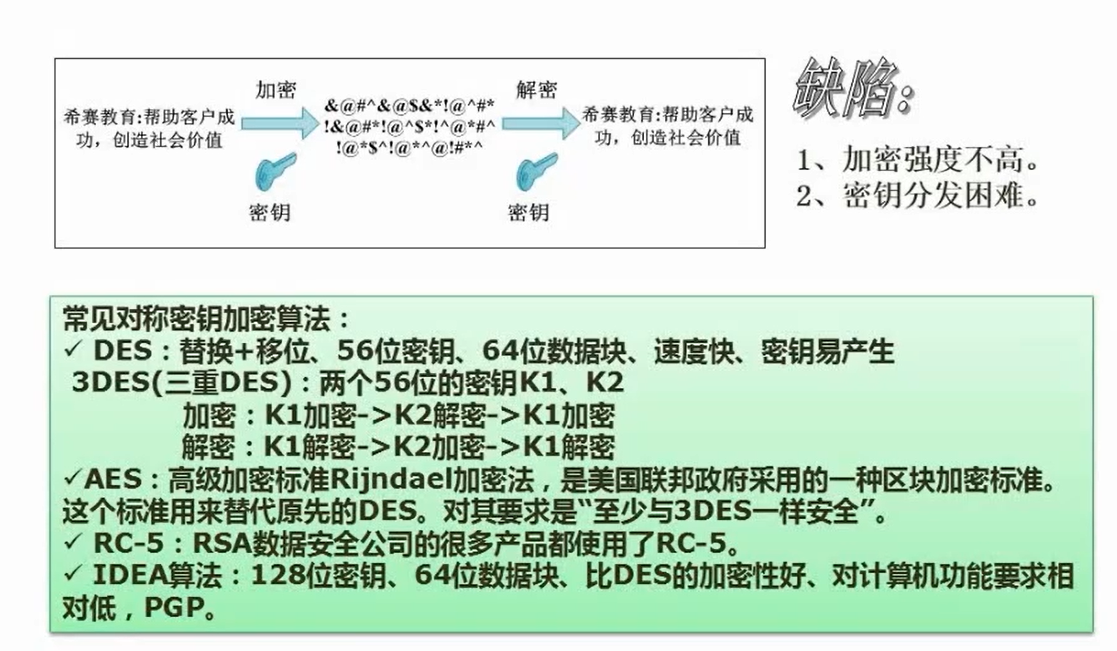 加密
解密
希赛教育:帮助客户成
功，创造社会价值
&@#^&@$&*!@^#*
!&@#*!@^$*!^@*#^
!@*$^!@*^@!#*^
希赛教育:帮助客户成
功，创造社会价值
密钥
密钥
缺陷:
1、加密强度不高。
2、密钥分发困难。
常见对称密钥加密算法：
✓ DES：替换+移位、56位密钥、64位数据块、速度快、密钥易产生
3DES(三重DES)：两个56位的密钥K1、K2
加密：K1加密->K2解密->K1加密
解密：K1解密->K2加密->K1解密
✓AES：高级加密标准Rijndael加密法，是美国联邦政府采用的一种区块加密标准。
这个标准用来替代原先的DES。对其要求是“至少与3DES一样安全”。
✓ RC-5：RSA数据安全公司的很多产品都使用了RC-5。
✓ IDEA算法：128位密钥、64位数据块、比DES的加密性好、对计算机功能要求相
对低，PGP。